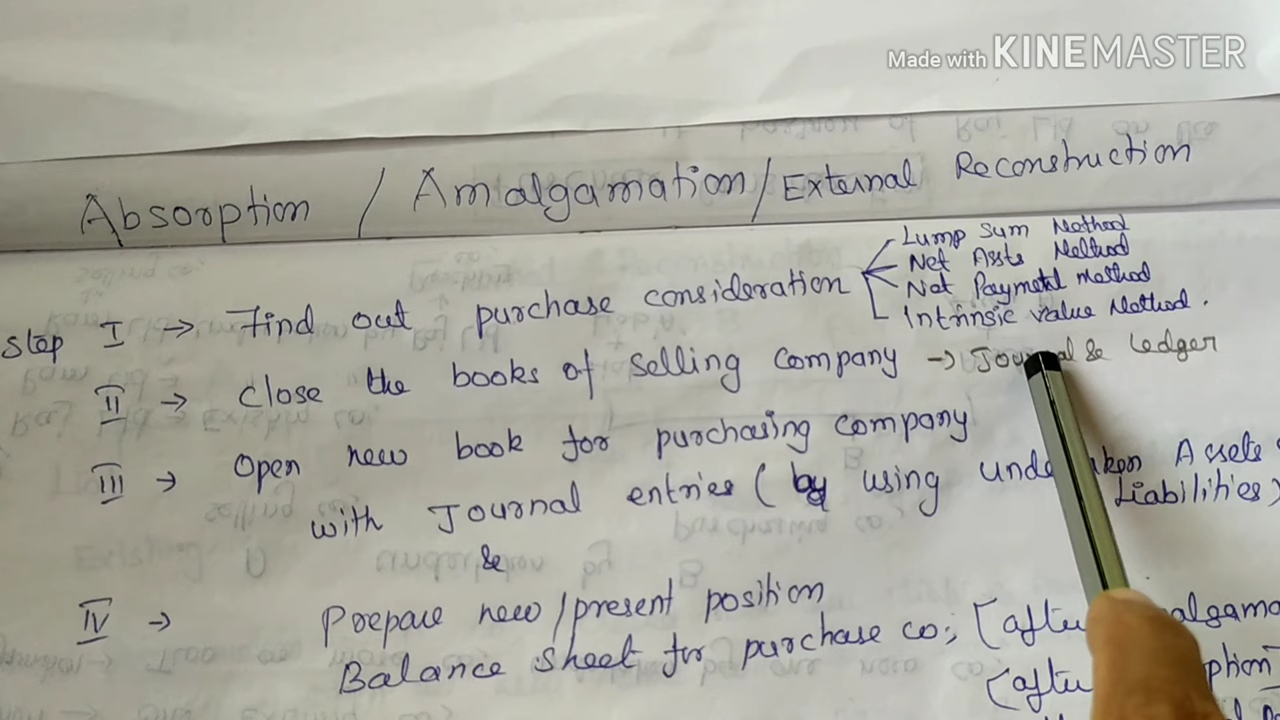 Made with KINEMASTER
Absorption / Amalgamation / External Reconstruction
Lump Sum Method
Net Assts Method
Net Payment method
Intrinsic value Method.
Step I → Find out purchase consideration
II → Close the books of selling company → Journal & Ledger
III → Open new book for purchasing company
with Journal entries (by using Assets
Liabilities)
&
IV → Prepare new/present position
Balance Sheet for purchase co;, [after
(after